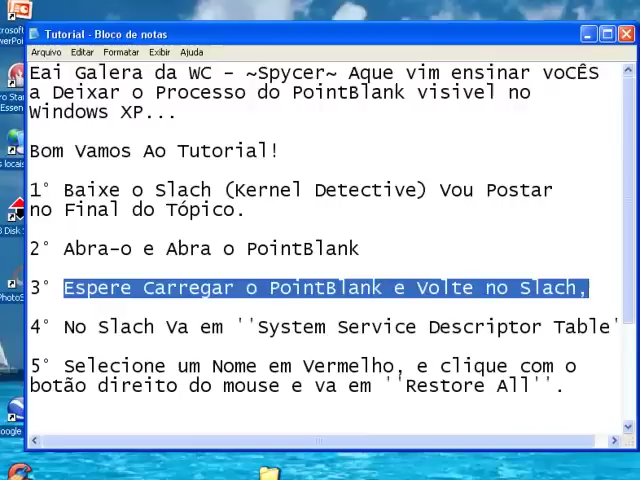 Tutorial - Bloco de notas
Arquivo Editar Formatar Exibir Ajuda
Eai Galera da WC - ~Spycer~ Aque vim ensinar voCÊS
a Deixar o Processo do PointBlank visivel no
Windows XP...
Bom Vamos Ao Tutorial!
1° Baixe o Slach (Kernel Detective) Vou Postar
no Final do Tópico.
2° Abra-o e Abra o PointBlank
3° Espere Carregar o PointBlank e Volte no Slach,
4° No Slach Va em ''System Service Descriptor Table'
5° Selecione um Nome em Vermelho, e clique com o
botão direito do mouse e va em ''Restore All''.